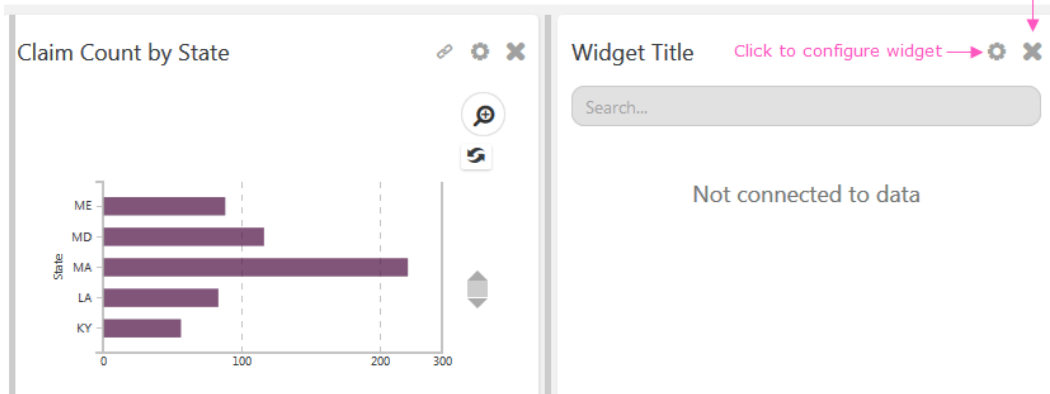 Claim Count by State
Widget Title
Click to configure widget
Search...
Not connected to data
State
ME
MD
MA
LA
KY
0 100 200 300